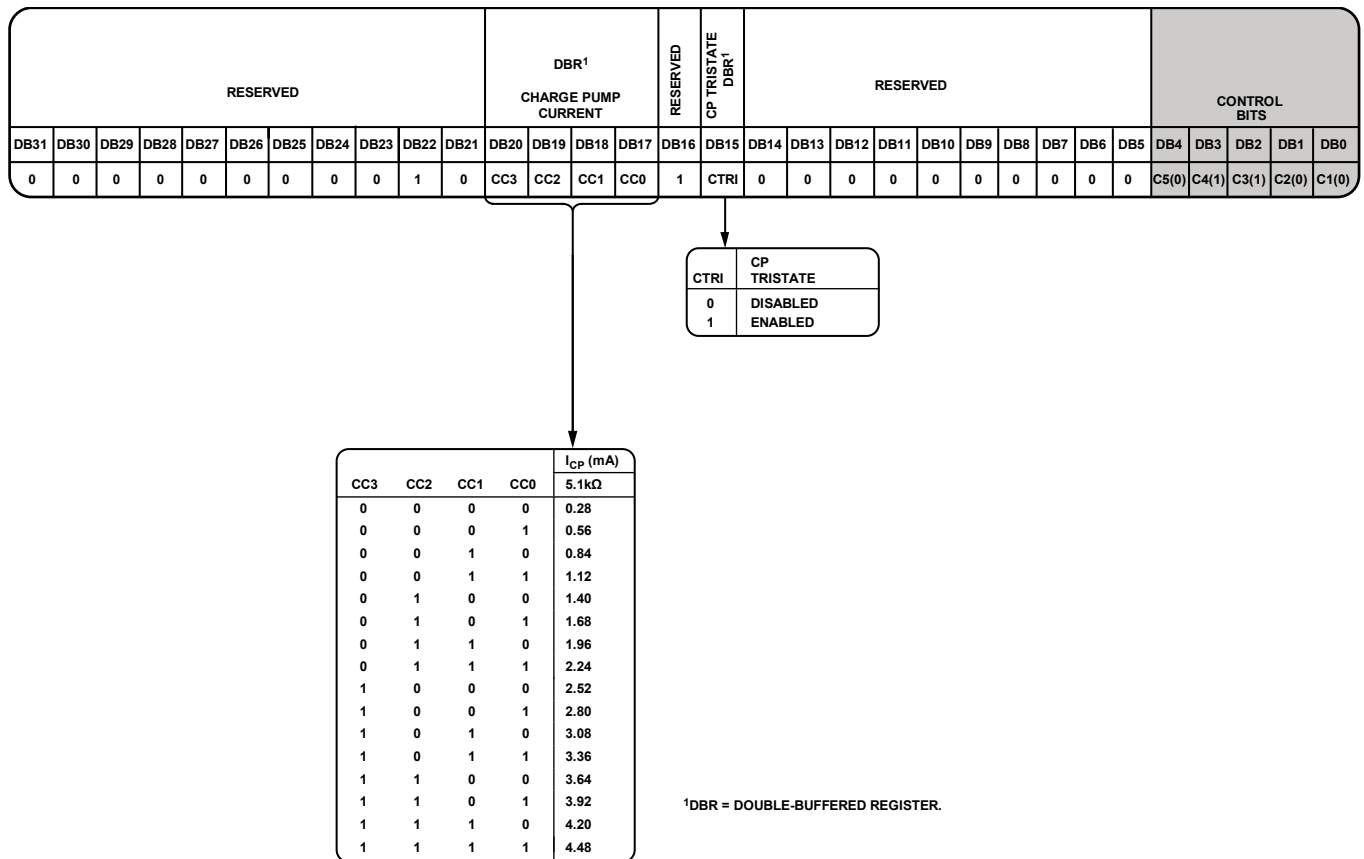 RESERVED
DBR1
CHARGE PUMP
CURRENT
RESERVED
CP TRISTATE
DBR1
RESERVED
CONTROL
BITS
DB31 DB30 DB29 DB28 DB27 DB26 DB25 DB24 DB23 DB22 DB21 DB20 DB19 DB18 DB17 DB16 DB15 DB14 DB13 DB12 DB11 DB10 DB9 DB8 DB7 DB6 DB5 DB4 DB3 DB2 DB1 DB0
0 0 0 0 0 0 0 0 0 1 0 CC3 CC2 CC1 CC0 1 CTRI 0 0 0 0 0 0 0 0 0 0 C5(0) C4(1) C3(1) C2(0) C1(0)
CTRI CP
TRISTATE
0 DISABLED
1 ENABLED
ICP (mA)
CC3 CC2 CC1 CC0 5.1kΩ
0 0 0 0 0.28
0 0 0 1 0.56
0 0 1 0 0.84
0 0 1 1 1.12
0 1 0 0 1.40
0 1 0 1 1.68
0 1 1 0 1.96
0 1 1 1 2.24
1 0 0 0 2.52
1 0 0 1 2.80
1 0 1 0 3.08
1 0 1 1 3.36
1 1 0 0 3.64
1 1 0 1 3.92
1 1 1 0 4.20
1 1 1 1 4.48
1DBR = DOUBLE-BUFFERED REGISTER.